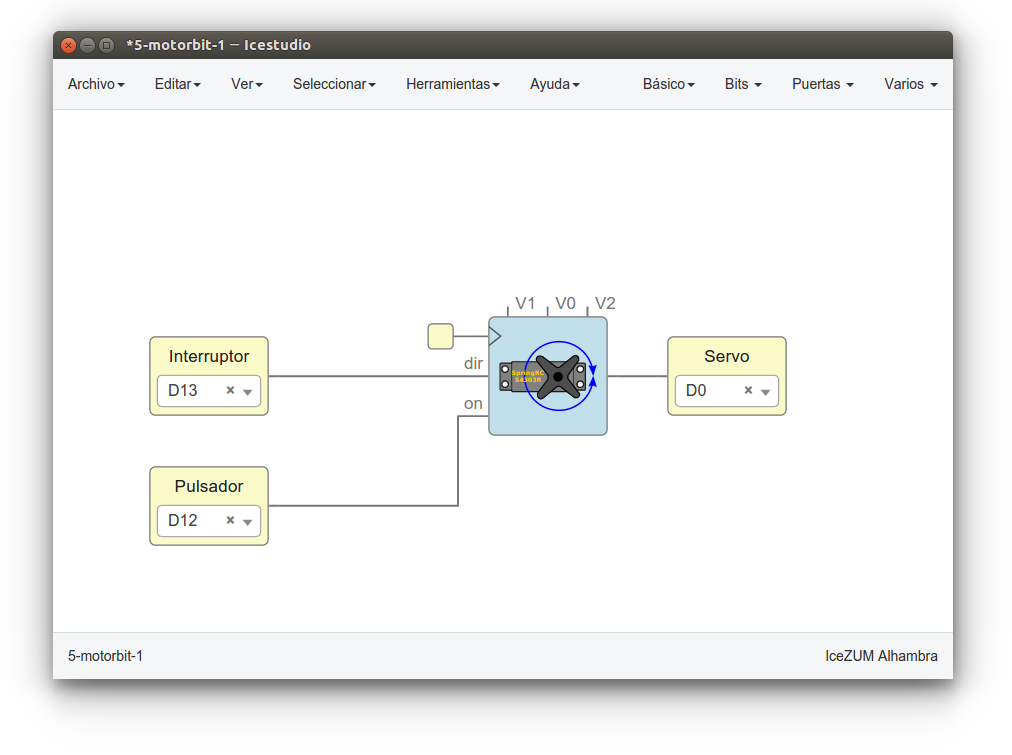 *5-motorbit-1 – Icestudio
Archivo Editar Ver Seleccionar Herramientas Ayuda Básico Bits Puertas Varios
V1 V0 V2
Interruptor
D13 ×
dir
on
SpringRC
S4303R
Servo
D0 ×
Pulsador
D12 ×
5-motorbit-1 IceZUM Alhambra